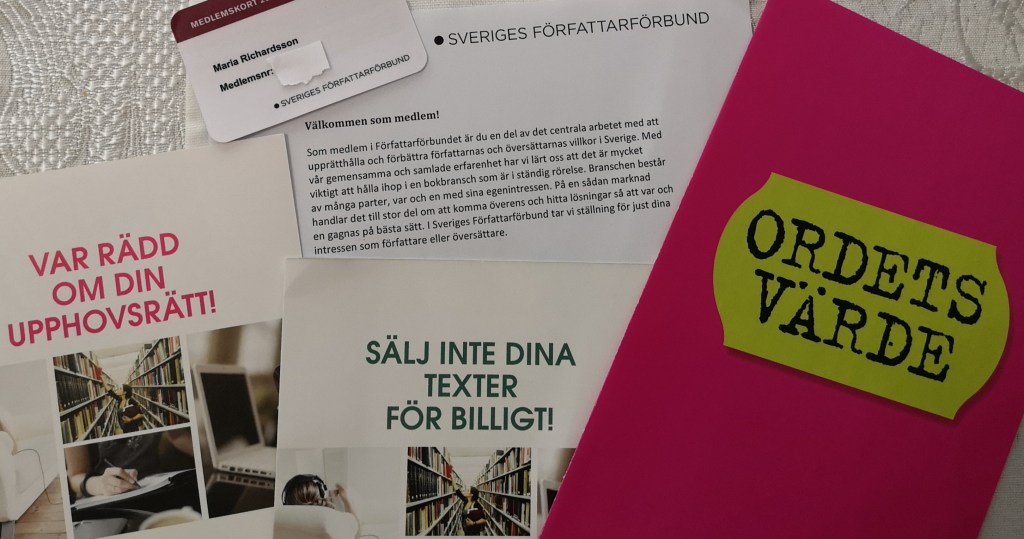 MEDLEMSKORT
Maria Richardsson
Medlemsnr:
SVERIGES FÖRFATTARFÖRBUND
SVERIGES FÖRFATTARFÖRBUND
Välkommen som medlem!
Som medlem i Författarförbundet är du en del av det centrala arbetet med att
upprätthålla och förbättra författarnas och översättarnas villkor i Sverige. Med
vår gemensamma och samlade erfarenhet har vi lärt oss att det är mycket
viktigt att hålla ihop i en bokbransch som är i ständig rörelse. Branschen består
av många parter, var och en med sina egenintressen. På en sådan marknad
handlar det till stor del om att komma överens och hitta lösningar så att var och
en gagnas på bästa sätt. I Sveriges Författarförbund tar vi ställning för just dina
intressen som författare eller översättare.
VAR RÄDD
OM DIN
UPPHOVSRÄTT!
SÄLJ INTE DINA
TEXTER
FÖR BILLIGT!
ORDETS
VÄRDE